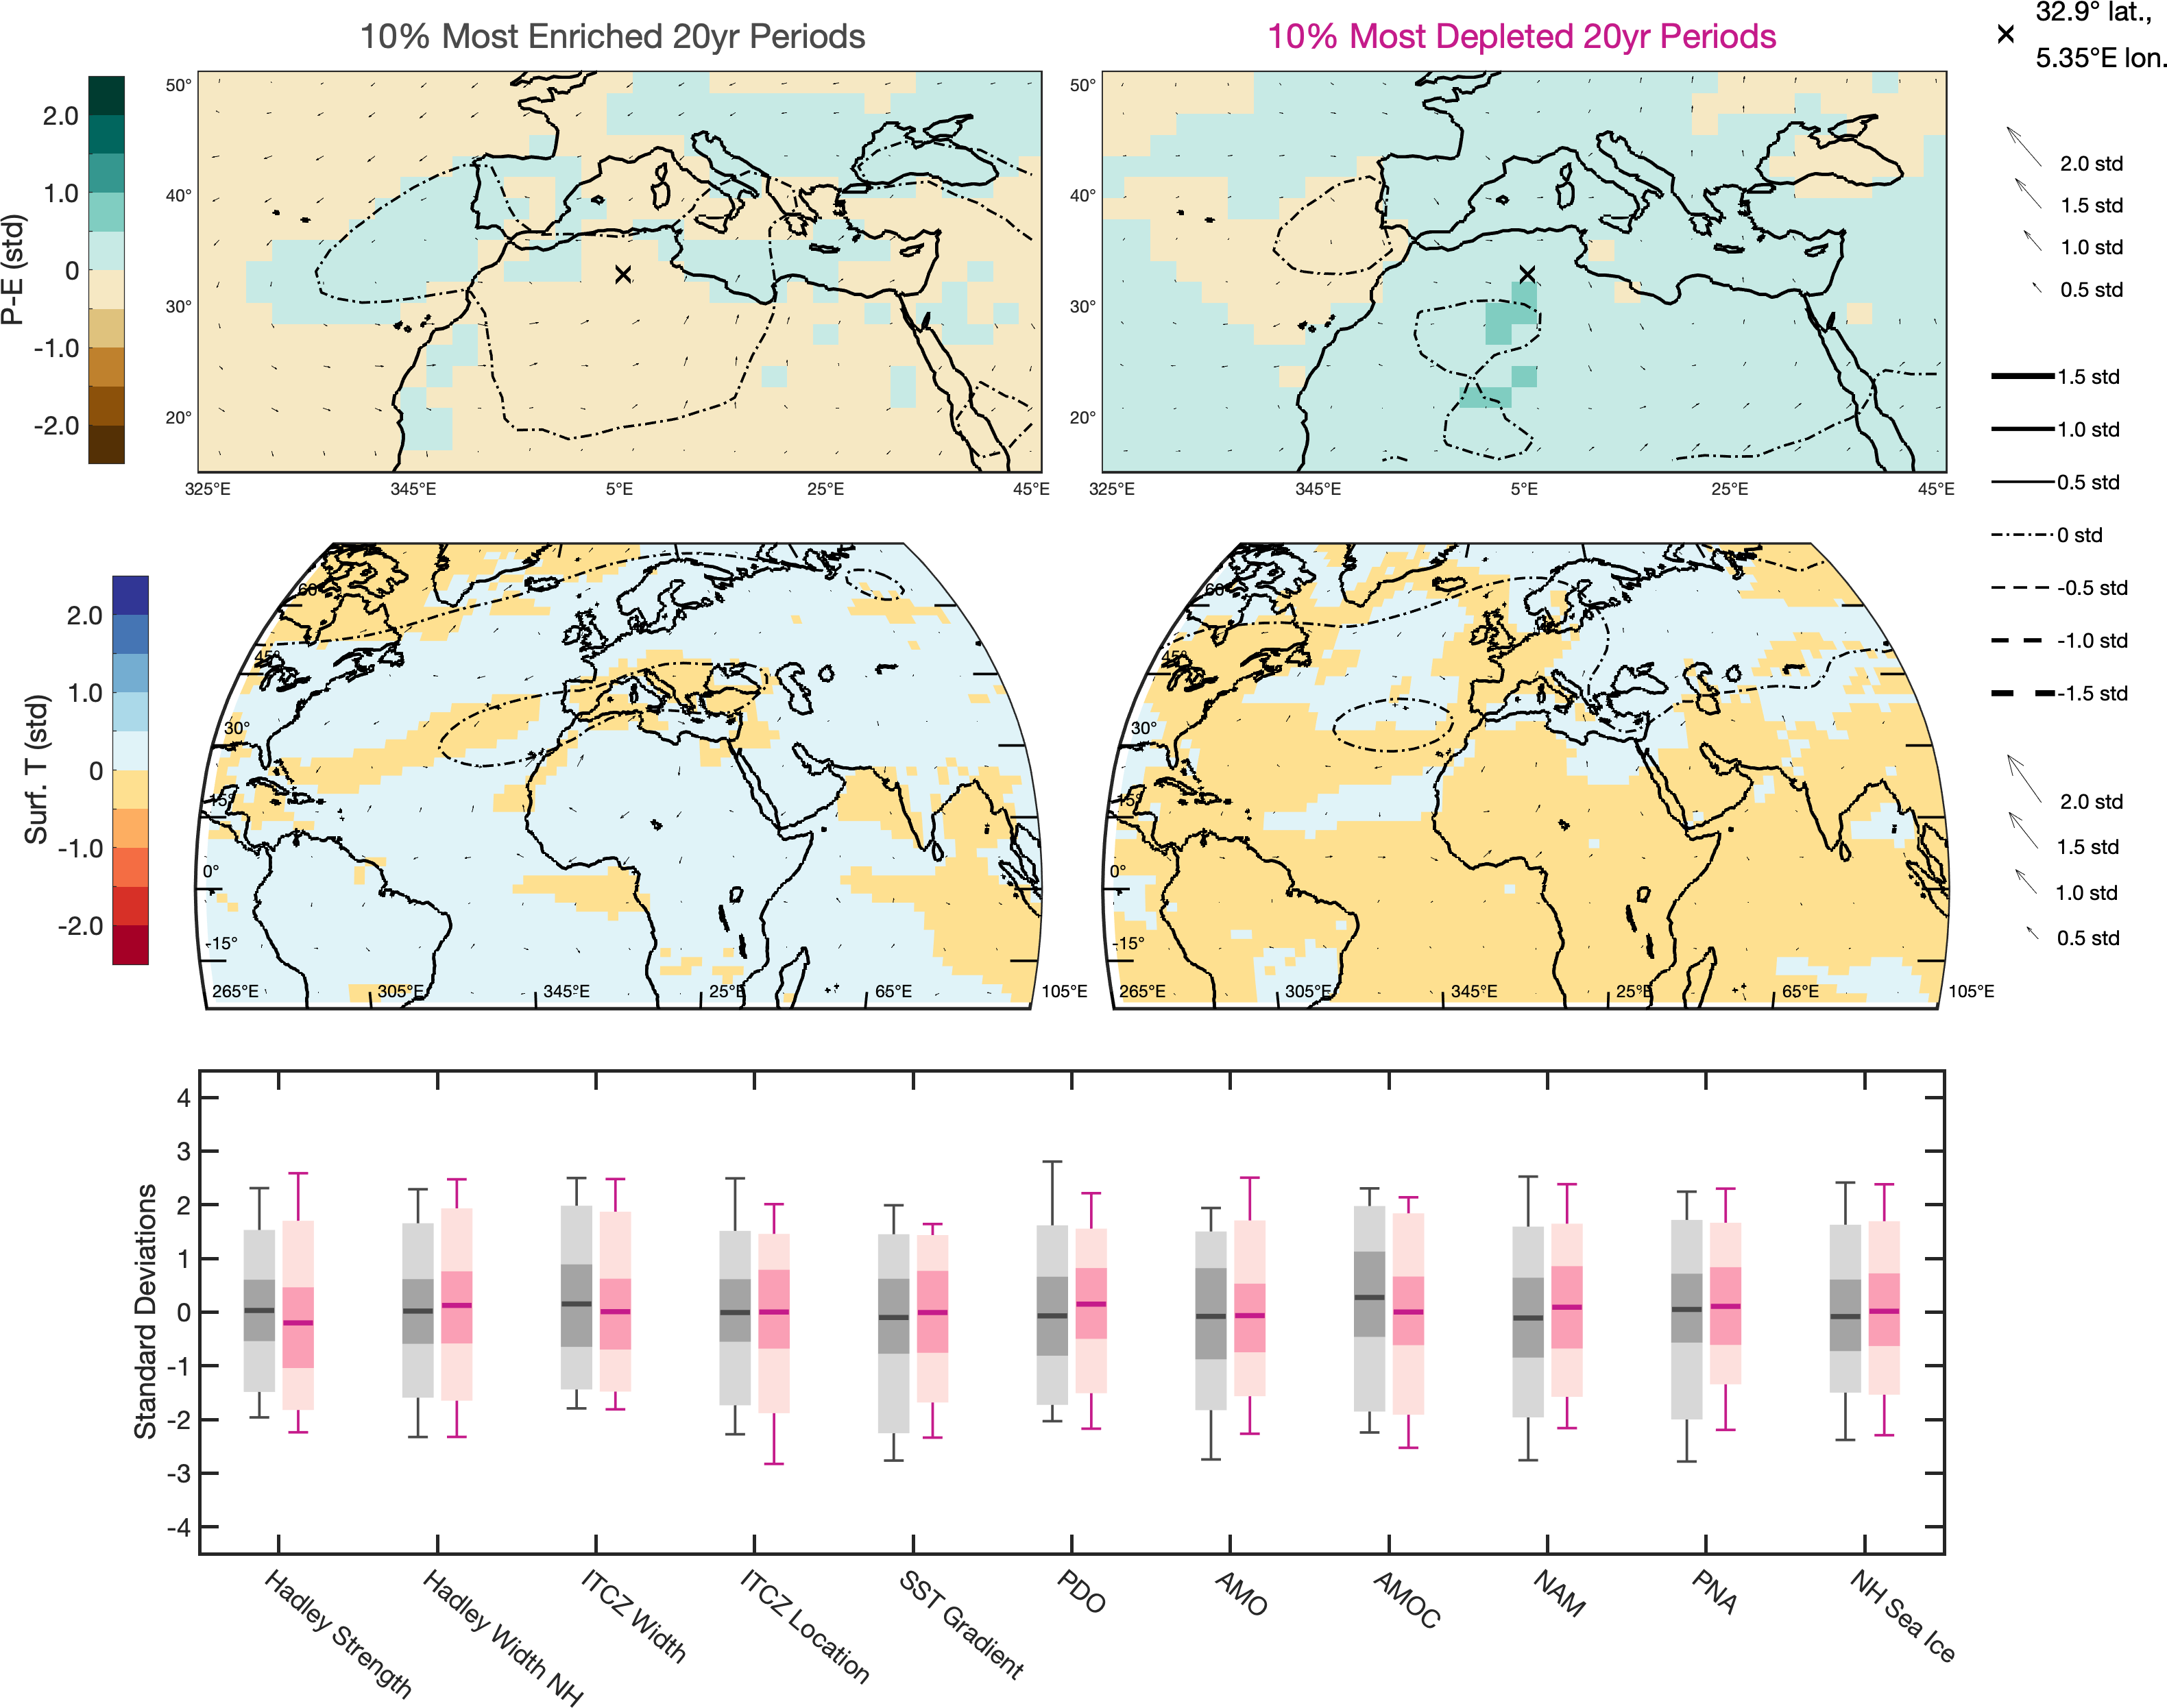 10% Most Enriched 20yr Periods
10% Most Depleted 20yr Periods
32.9° lat.,
5.35°E lon.
P-E (std)
2.0
1.0
0
-1.0
-2.0
50°
40°
30°
20°
325°E
345°E
5°E
25°E
45°E
50°
40°
30°
20°
325°E
345°E
5°E
25°E
45°E
2.0 std
1.5 std
1.0 std
0.5 std
1.5 std
1.0 std
0.5 std
0 std
-0.5 std
-1.0 std
-1.5 std
Surf. T (std)
2.0
1.0
0
-1.0
-2.0
60°
45°
30°
15°
0°
-15°
265°E
305°E
345°E
25°E
66°E
105°E
60°
45°
30°
15°
0°
-15°
265°E
305°E
345°E
25°E
65°E
105°E
2.0 std
1.5 std
1.0 std
0.5 std
Standard Deviations
4
3
2
1
0
-1
-2
-3
-4
Hadley Strength
Hadley Width NH
ITCZ Width
ITCZ Location
SST Gradient
PDO
AMO
AMOC
NAM
PNA
NH Sea Ice